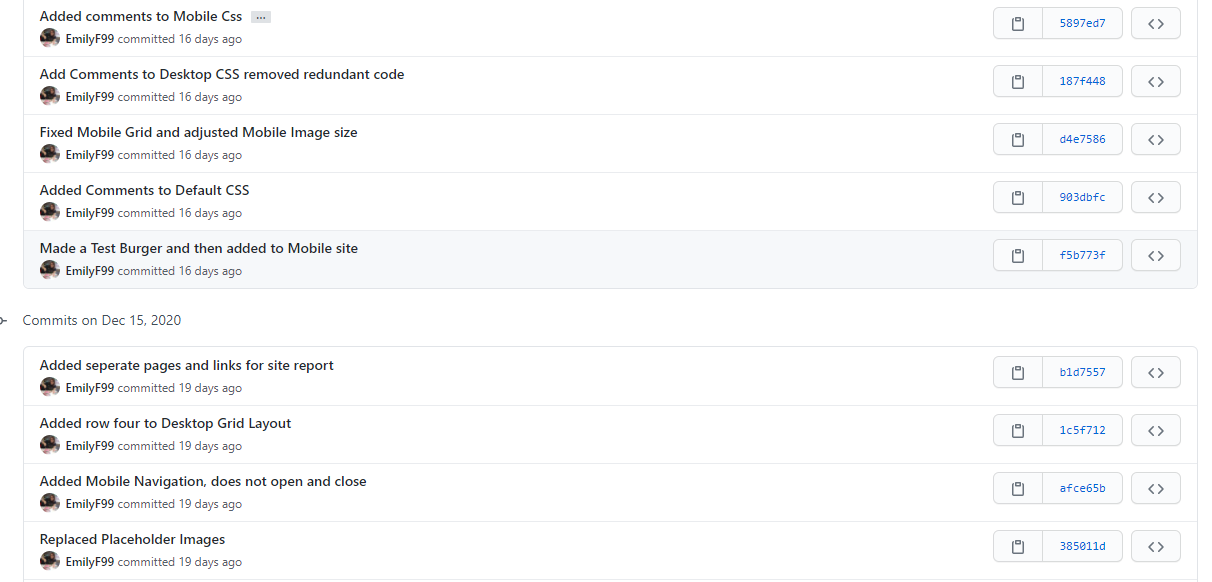 Added comments to Mobile Css ...
EmilyF99 committed 16 days ago
5897ed7
Add Comments to Desktop CSS removed redundant code
EmilyF99 committed 16 days ago
187f448
Fixed Mobile Grid and adjusted Mobile Image size
EmilyF99 committed 16 days ago
d4e7586
Added Comments to Default CSS
EmilyF99 committed 16 days ago
903dbfc
Made a Test Burger and then added to Mobile site
EmilyF99 committed 16 days ago
f5b773f
Commits on Dec 15, 2020
Added seperate pages and links for site report
EmilyF99 committed 19 days ago
b1d7557
Added row four to Desktop Grid Layout
EmilyF99 committed 19 days ago
1c5f712
Added Mobile Navigation, does not open and close
EmilyF99 committed 19 days ago
afce65b
Replaced Placeholder Images
EmilyF99 committed 19 days ago
385011d